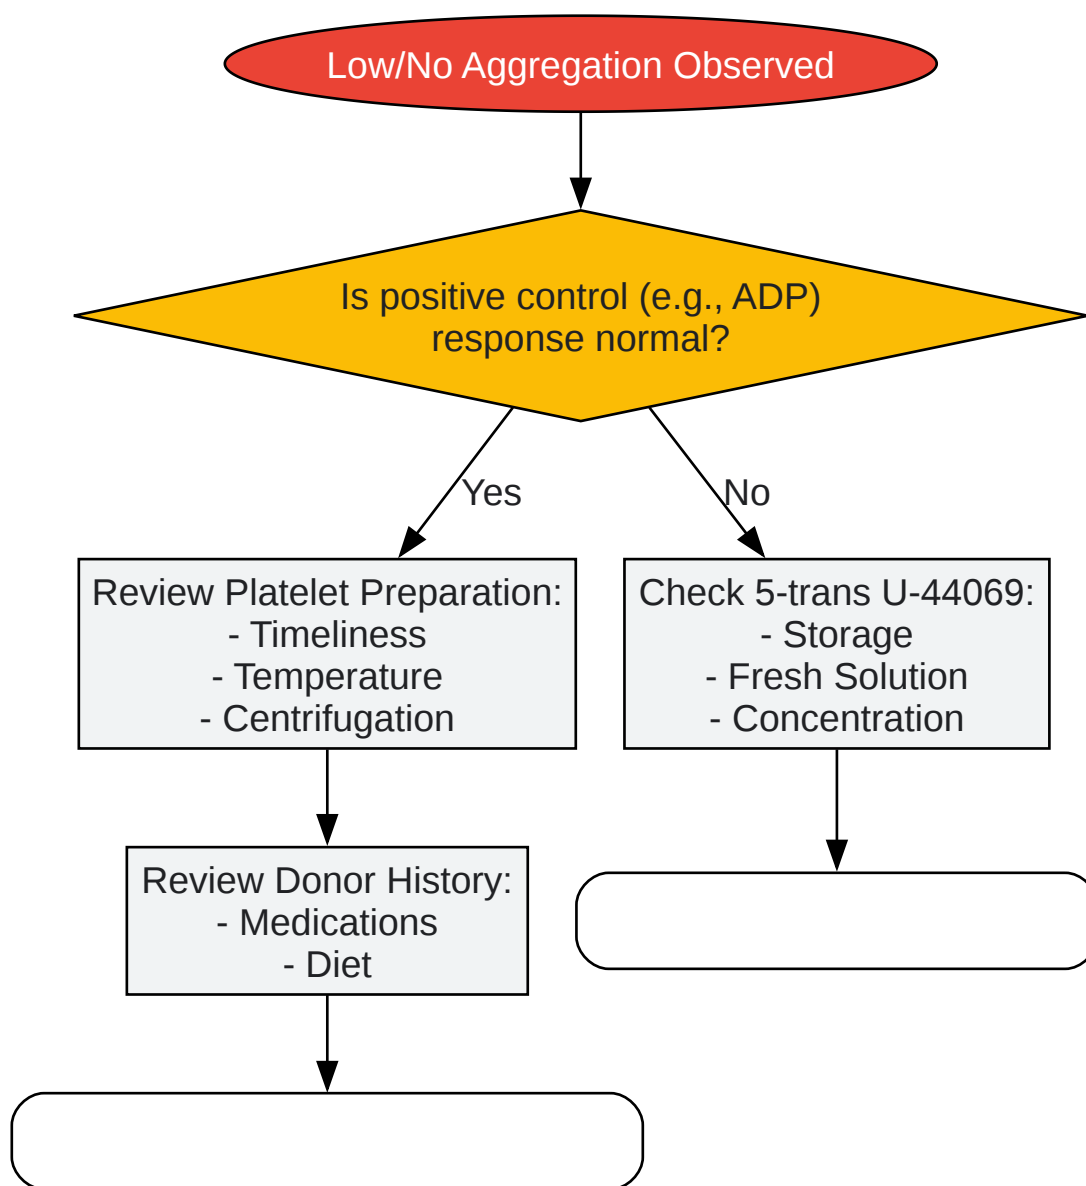 Low/No Aggregation Observed
Is positive control (e.g., ADP)
response normal?
Yes
No
Review Platelet Preparation:
- Timeliness
- Temperature
- Centrifugation
Check 5-trans U-44069:
- Storage
- Fresh Solution
- Concentration
Review Donor History:
- Medications
- Diet